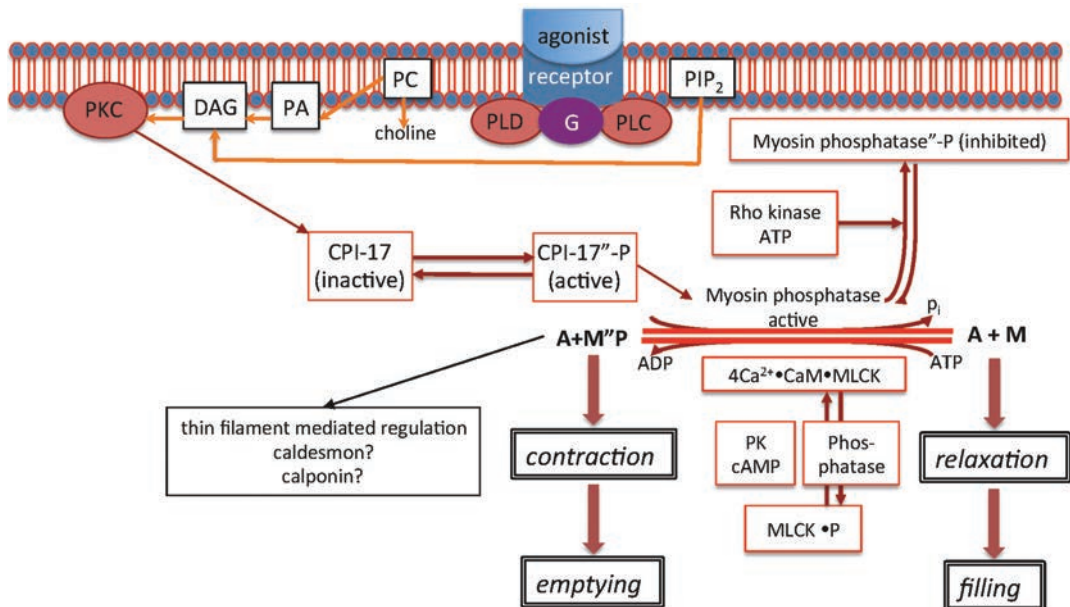 agonist
receptor
PKC
DAG
PA
PC
choline
PLD
G
PLC
PIP₂
Myosin phosphatase”-P (inhibited)
Rho kinase
ATP
CPI-17
(inactive)
CPI-17”-P
(active)
Myosin phosphatase
active
pᵢ
A+M”P
A + M
ADP
ATP
4Ca²⁺•CaM•MLCK
thin filament mediated regulation
caldesmon?
calponin?
contraction
PK
cAMP
Phos-
phatase
relaxation
MLCK •P
emptying
filling